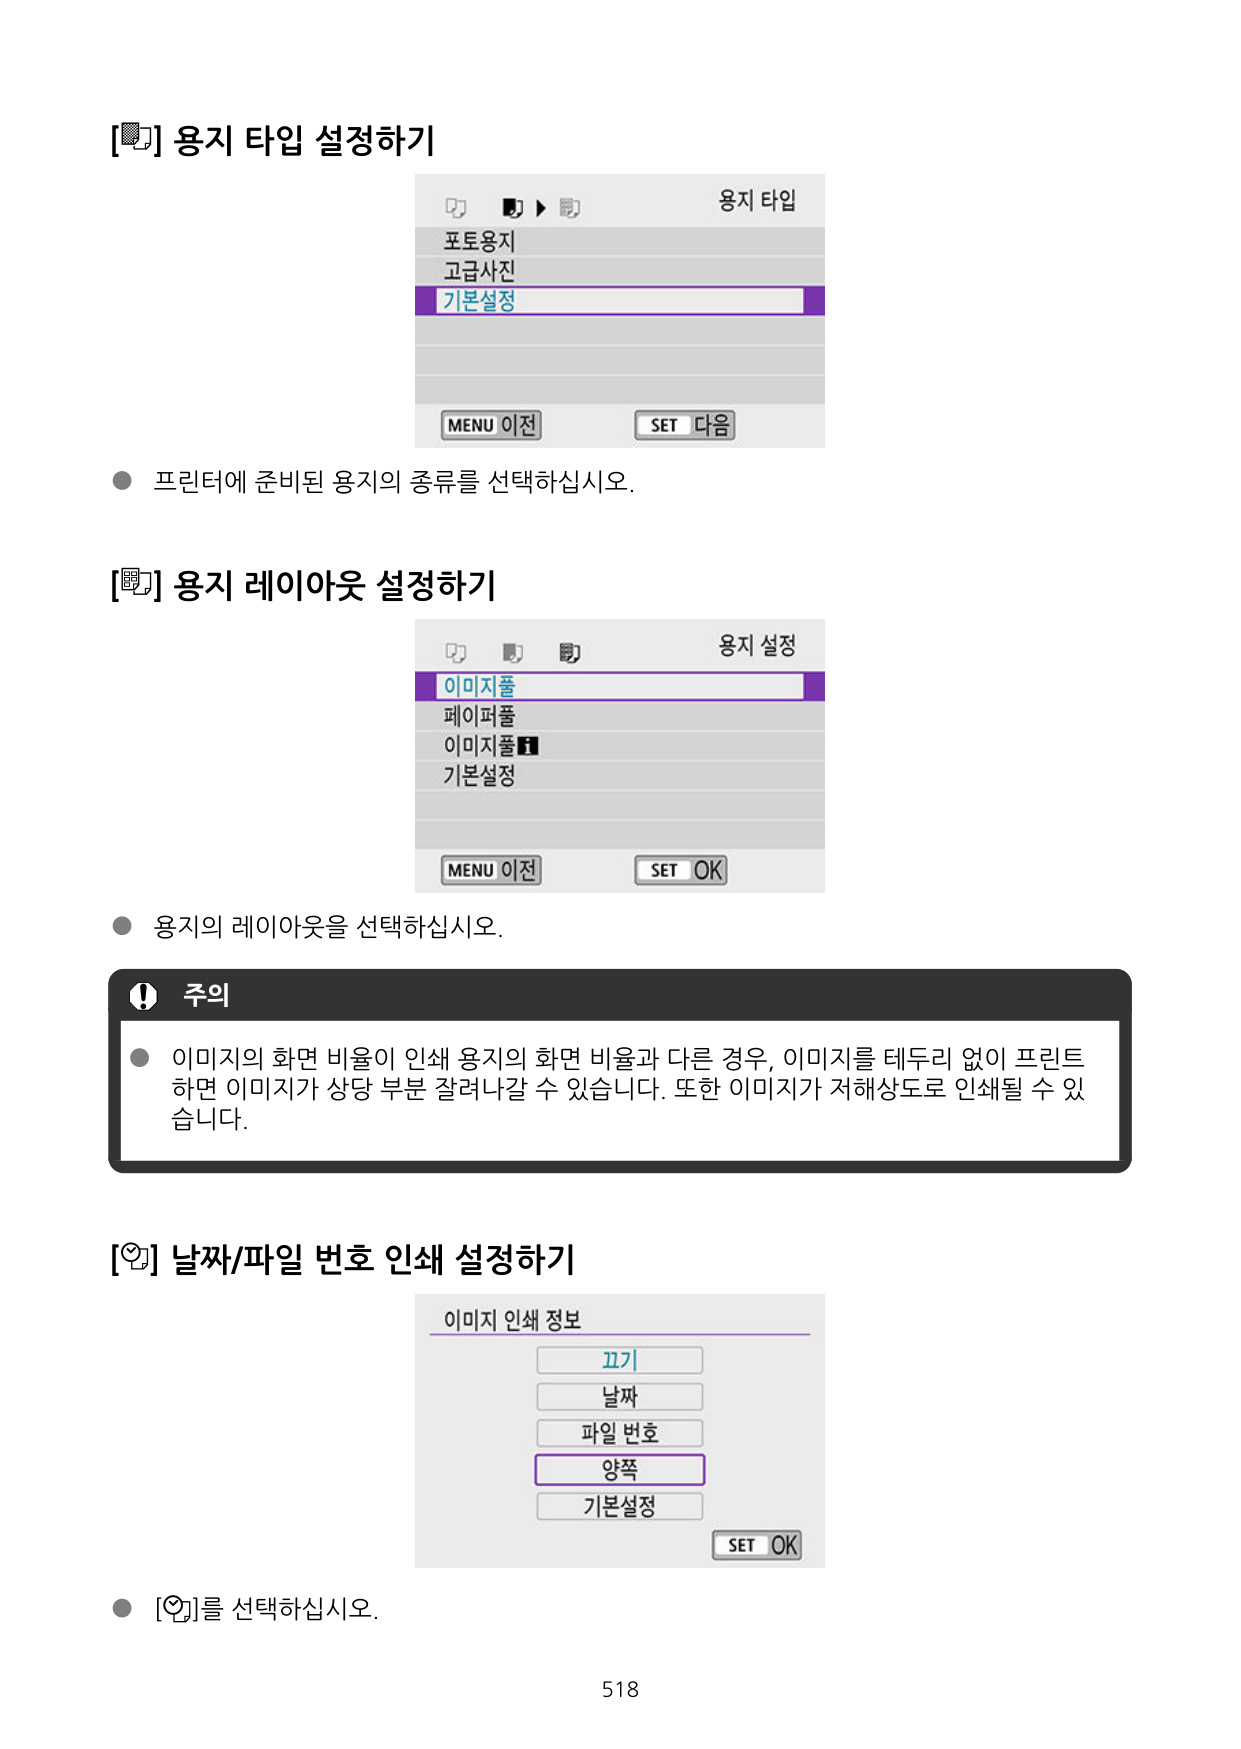 [] 용지 타입 설정하기
용지 타입
포토용지
고급사진
기본설정
MENU 이전 SET 다음
● 프린터에 준비된 용지의 종류를 선택하십시오.
[] 용지 레이아웃 설정하기
용지 설정
이미지풀
페이퍼풀
이미지풀i
기본설정
MENU 이전 SET OK
● 용지의 레이아웃을 선택하십시오.
주의
● 이미지의 화면 비율이 인쇄 용지의 화면 비율과 다른 경우, 이미지를 테두리 없이 프린트
하면 이미지가 상당 부분 잘려나갈 수 있습니다. 또한 이미지가 저해상도로 인쇄될 수 있
습니다.
[] 날짜/파일 번호 인쇄 설정하기
이미지 인쇄 정보
끄기
날짜
파일 번호
양쪽
기본설정
SET OK
● []를 선택하십시오.
518